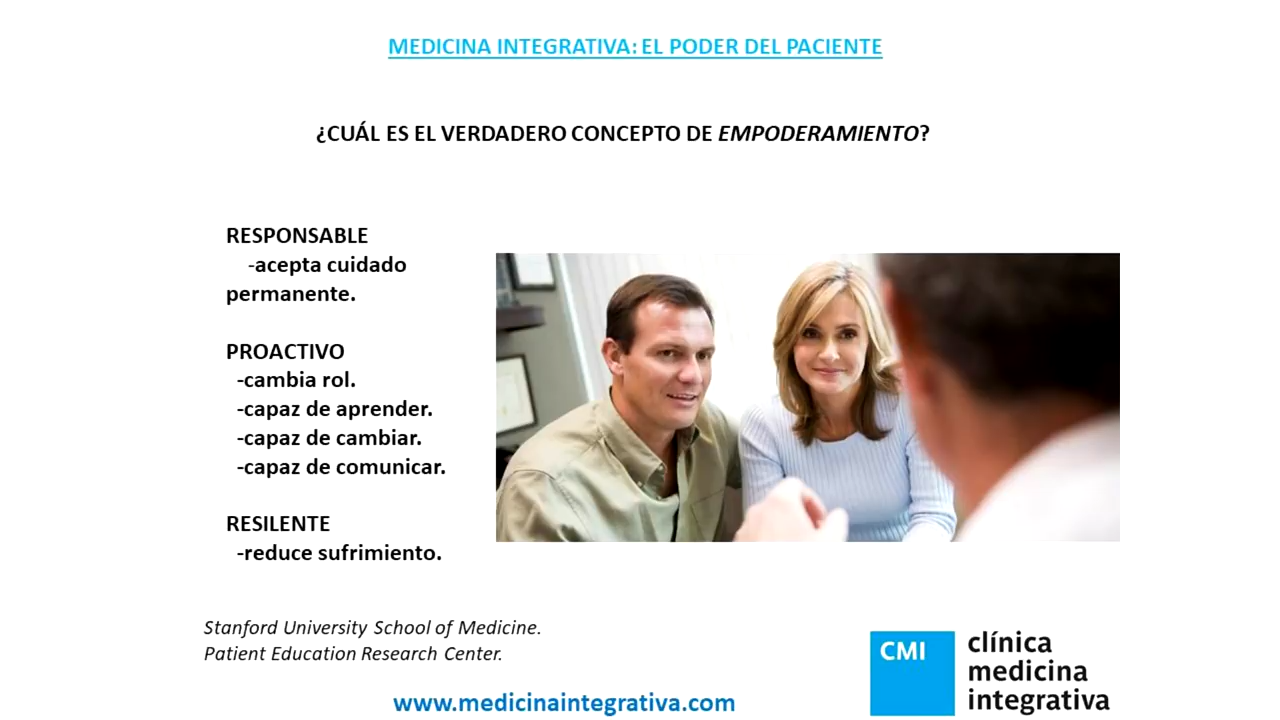 MEDICINA INTEGRATIVA: EL PODER DEL PACIENTE
¿CUÁL ES EL VERDADERO CONCEPTO DE EMPODERAMIENTO?
RESPONSABLE
-acepta cuidado
permanente.
PROACTIVO
-cambia rol.
-capaz de aprender.
-capaz de cambiar.
-capaz de comunicar.
RESILENTE
-reduce sufrimiento.
Stanford University School of Medicine.
Patient Education Research Center.
www.medicinaintegrativa.com
CMI
clínica
medicina
integrativa